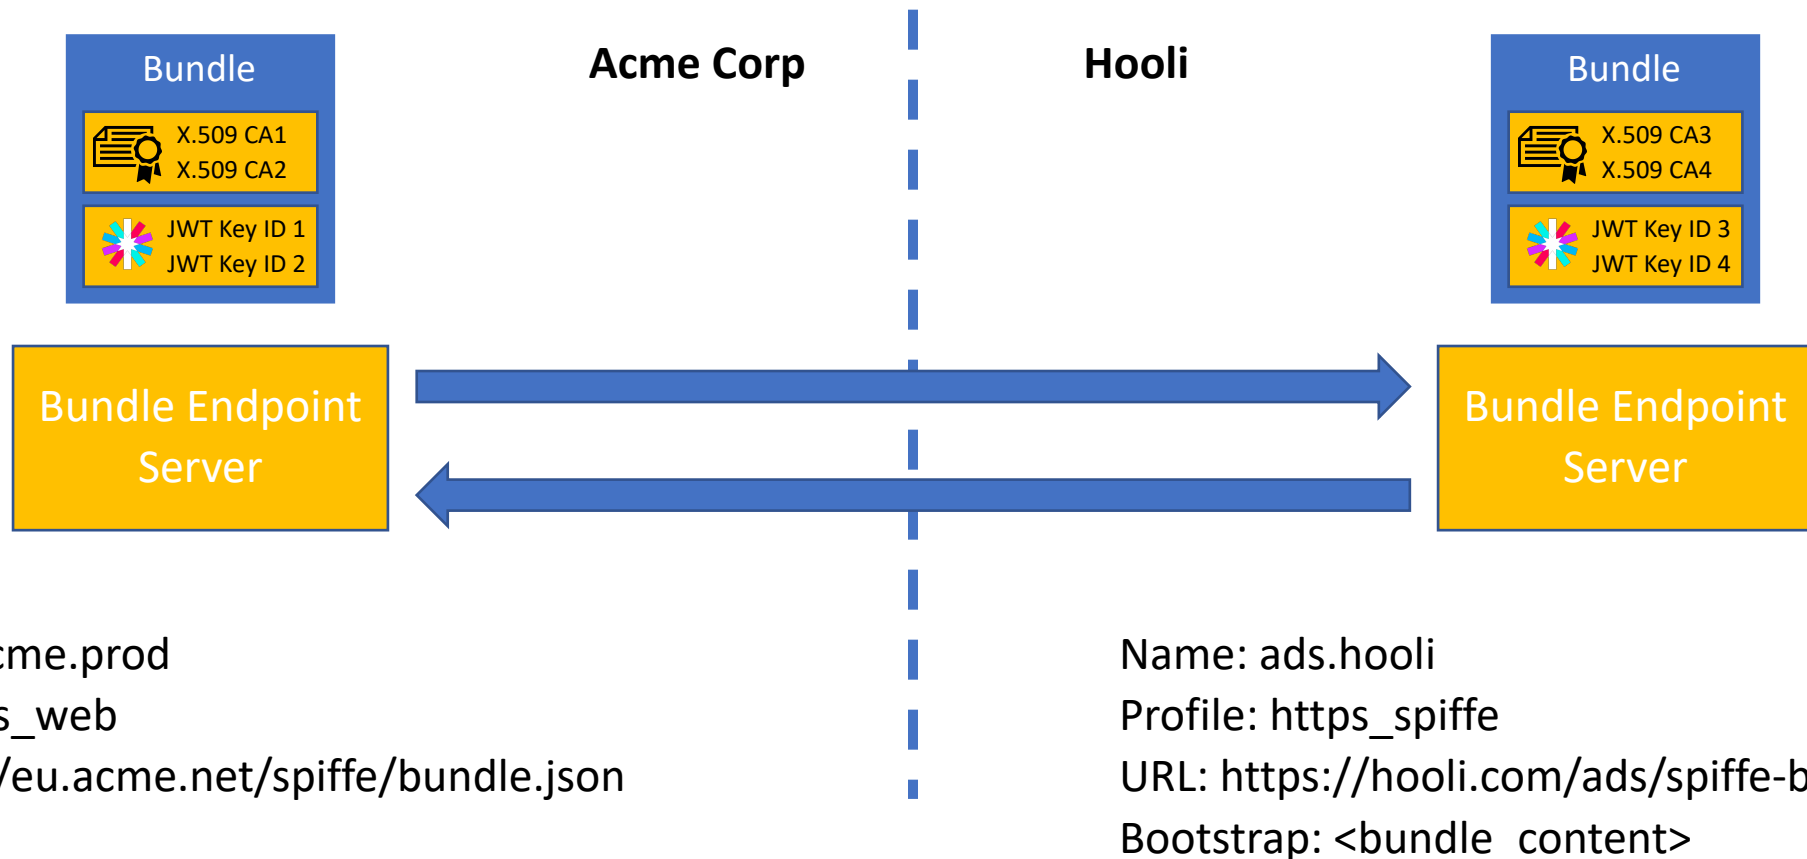 Acme Corp
Hooli
Bundle
X.509 CA1
X.509 CA2
JWT Key ID 1
JWT Key ID 2
Bundle Endpoint
Server
Bundle
X.509 CA3
X.509 CA4
JWT Key ID 3
JWT Key ID 4
Bundle Endpoint
Server
cme.prod
s_web
/eu.acme.net/spiffe/bundle.json
Name: ads.hooli
Profile: https_spiffe
URL: https://hooli.com/ads/spiffe-b
Bootstrap: <bundle_content>